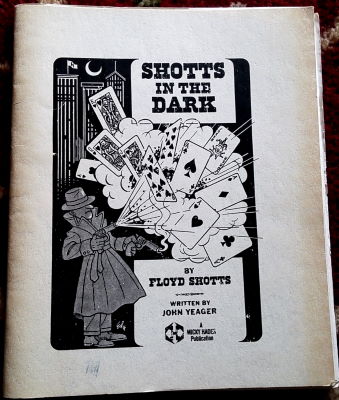 SHOTTS
IN THE
DARK
BY
FLOYD SHOTTS
WRITTEN BY
JOHN YEAGER
A
MICKY HADES
Publication